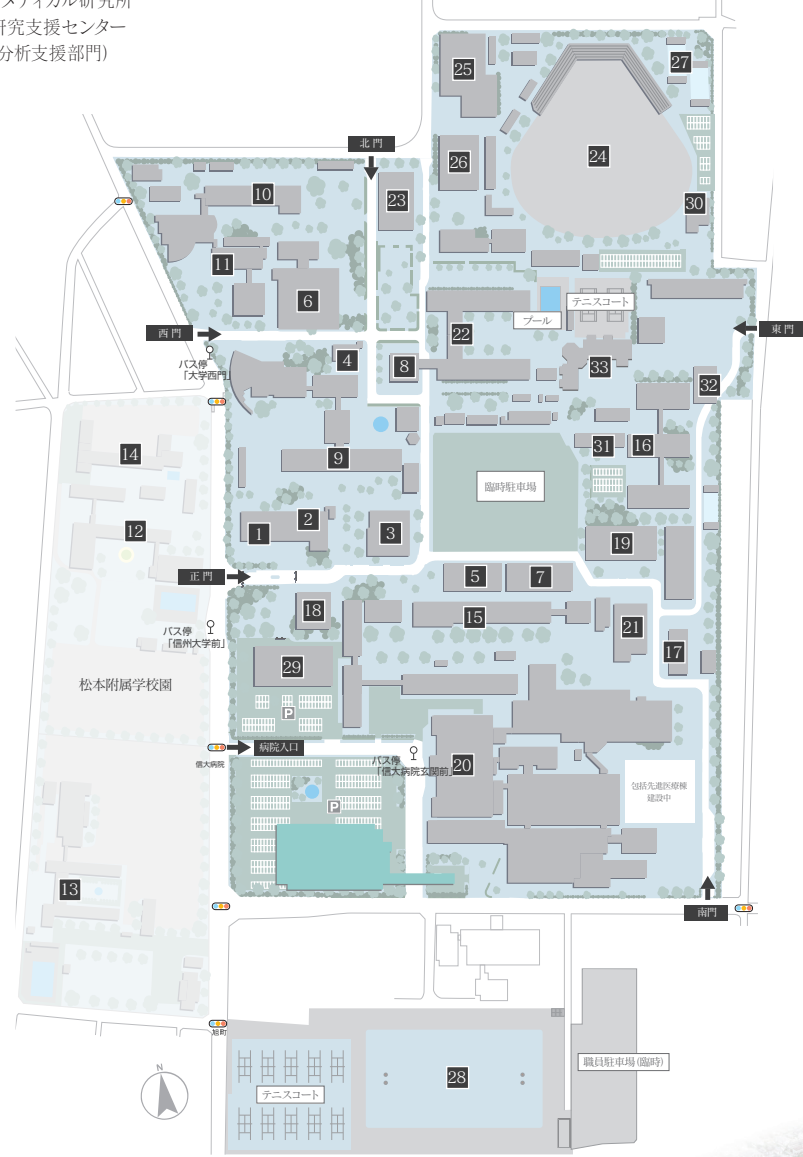 メディカル研究所
研究支援センター
分析支援部門)
25
27
24
北門
26
10
23
30
11
6
西門
バス停
「大学西門」
4
8
22
プール
テニスコート
33
東門
32
14
9
31
16
臨時駐車場
12
1
2
3
19
正門
5
7
バス停
「信州大学前」
18
15
21
17
29
松本附属学校園
P
信大病院
病院入口
バス停
「信大病院玄関前」
20
包括先進医療棟
建設中
P
13
南門
旭町
N
テニスコート
28
職員駐車場(臨時)